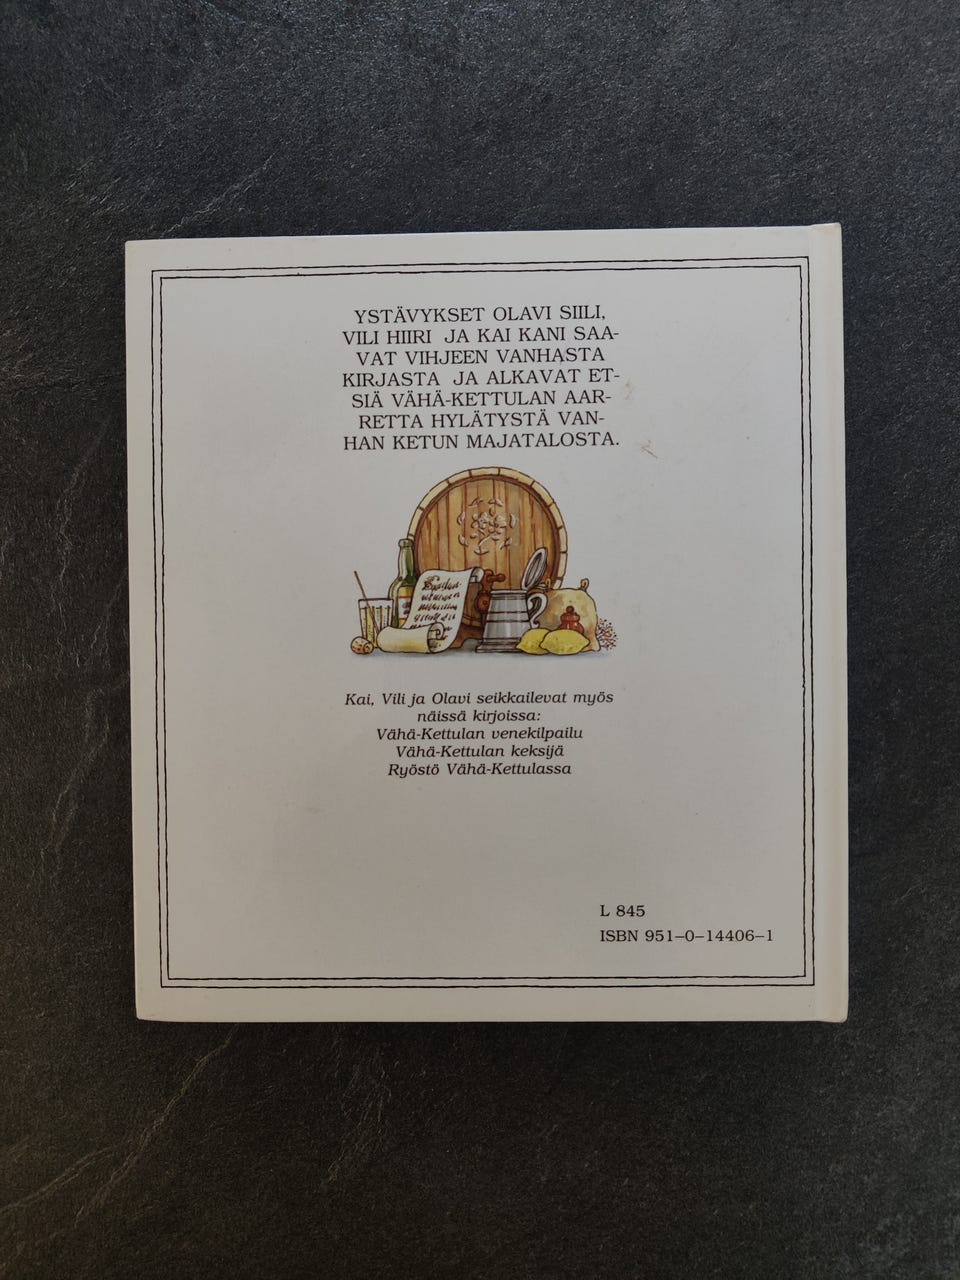 YSTÄVYKSET OLAVI SIILI,
VILI HIIRI JA KAI KANI SAA-
VAT VIHJEEN VANHASTA
KIRJASTA JA ALKAVAT ET-
SIÄ VÄHÄ-KETTULAN AAR-
RETTA HYLÄTYSTÄ VAN-
HAN KETUN MAJATALOSTA.
Kai, Vili ja Olavi seikkailevat myös
näissä kirjoissa:
Vähä-Kettulan venekilpailu
Vähä-Kettulan keksijä
Ryöstö Vähä-Kettulassa
L 845
ISBN 951–0–14406–1